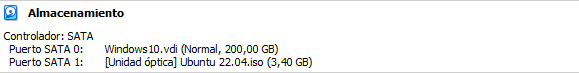 Almacenamiento
Controlador: SATA
Puerto SATA 0: Windows10.vdi (Normal, 200,00 GB)
Puerto SATA 1: [Unidad óptica] Ubuntu 22.04.iso (3,40 GB)